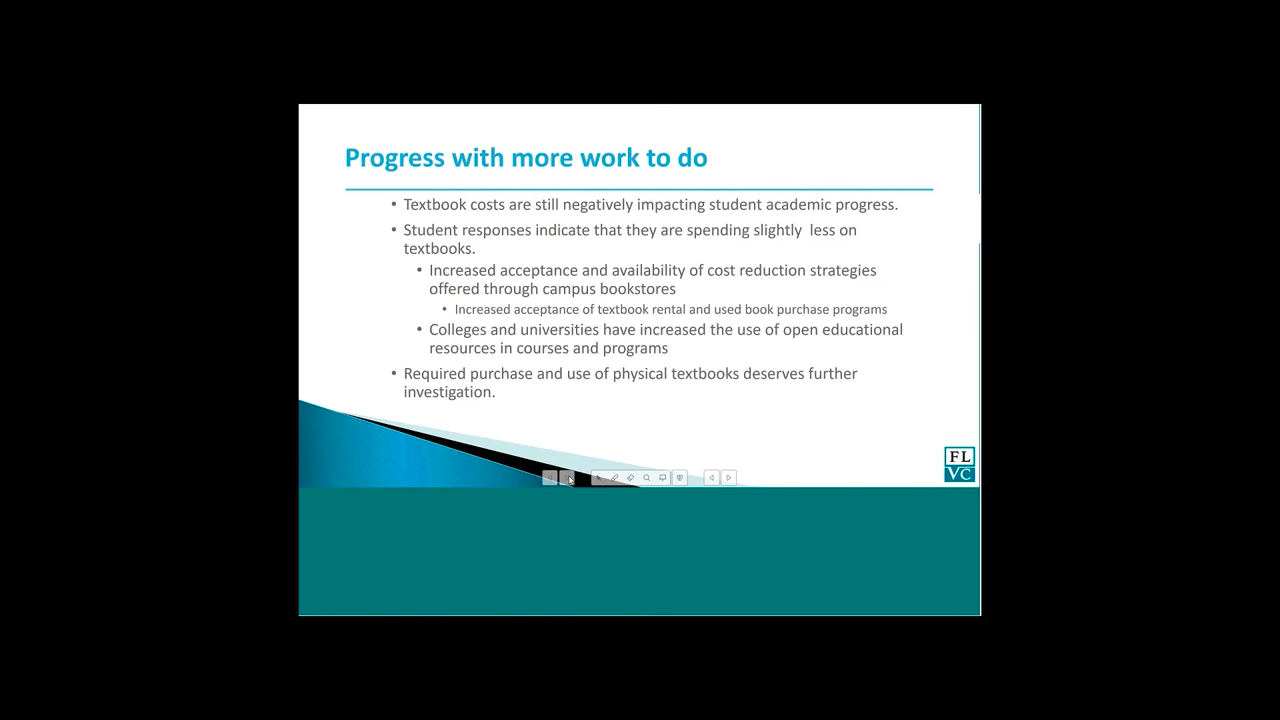 Progress with more work to do
• Textbook costs are still negatively impacting student academic progress.
• Student responses indicate that they are spending slightly  less on
textbooks.
• Increased acceptance and availability of cost reduction strategies
offered through campus bookstores
• Increased acceptance of textbook rental and used book purchase programs
• Colleges and universities have increased the use of open educational
resources in courses and programs
• Required purchase and use of physical textbooks deserves further
investigation.
FL
VC